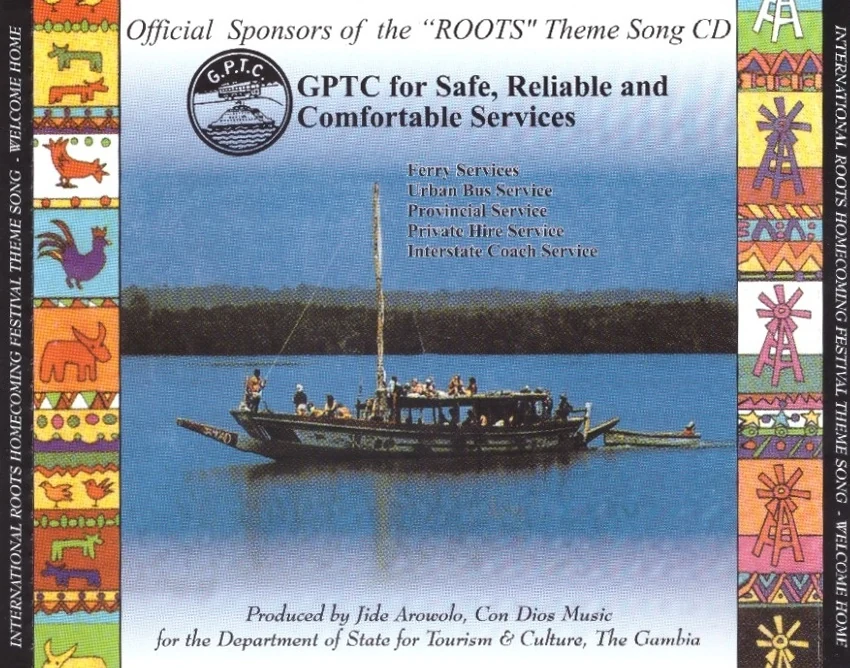 Official Sponsors of the “ROOTS" Theme Song CD
G.P.T.C.
GPTC for Safe, Reliable and
Comfortable Services
Ferry Services
Urban Bus Service
Provincial Service
Private Hire Service
Interstate Coach Service
Produced by Jide Arowolo, Con Dios Music
for the Department of State for Tourism & Culture, The Gambia
INTERNATIONAL ROOTS HOMECOMING FESTIVAL THEME SONG - WELCOME HOME
INTERNATIONAL ROOTS HOMECOMING FESTIVAL THEME SONG - WELCOME HOME